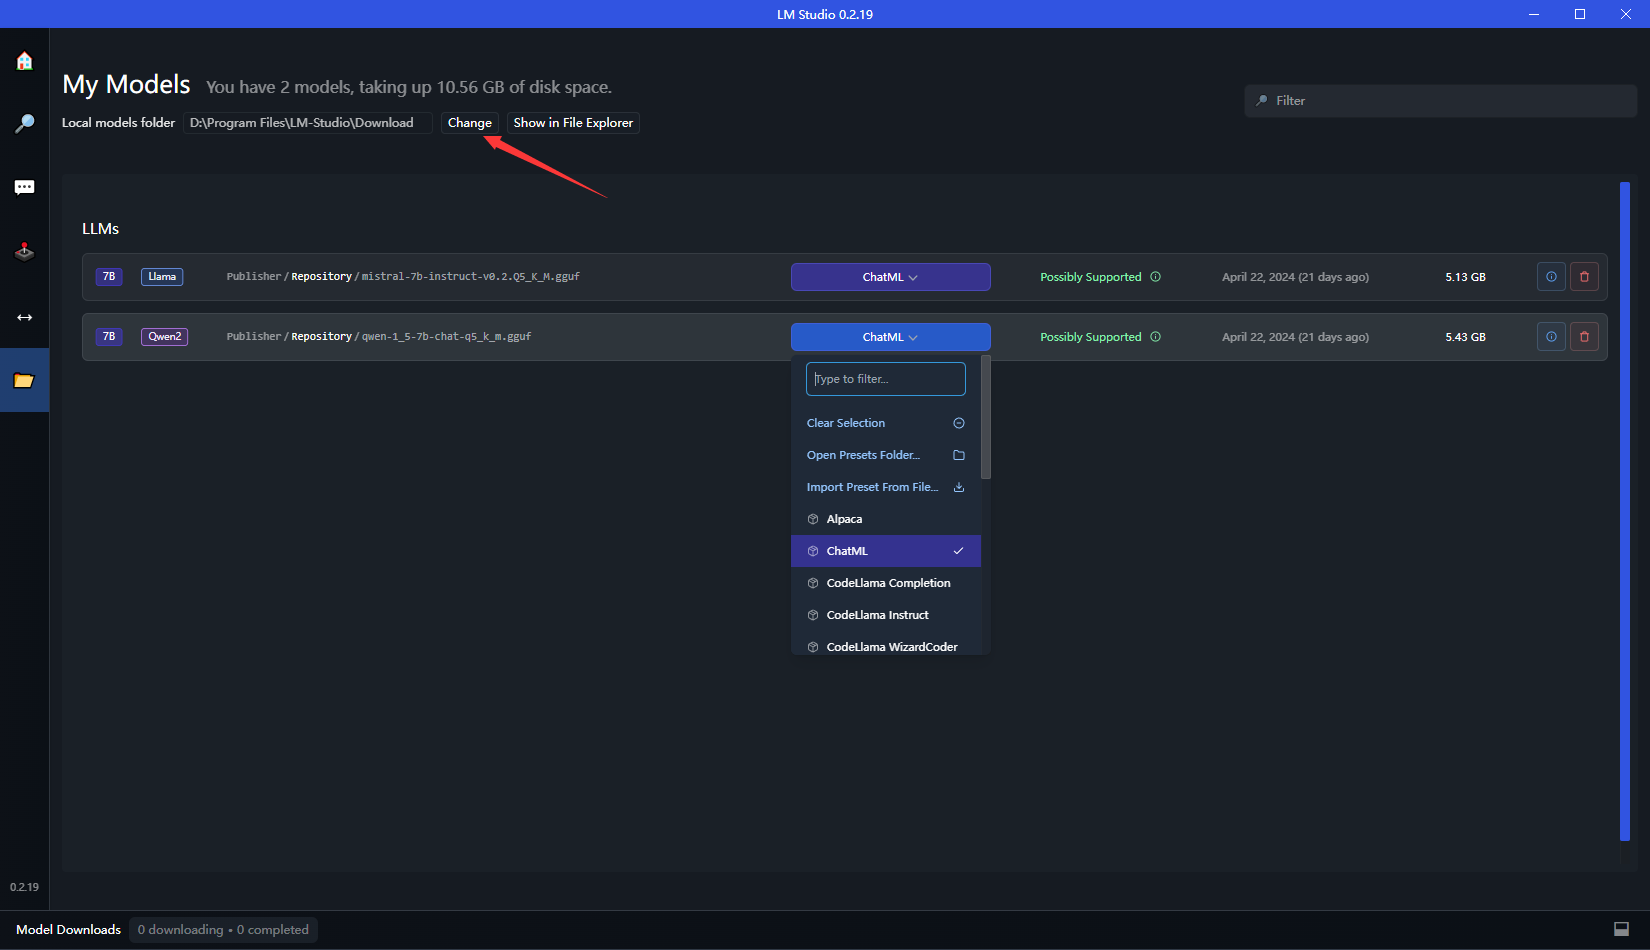 LM Studio 0.2.19
My Models You have 2 models, taking up 10.56 GB of disk space.
Filter
Local models folder D:\Program Files\LM-Studio\Download Change Show in File Explorer
LLMs
7B Llama Publisher/Repository/mistral-7b-instruct-v0.2.Q5_K_M.gguf ChatML Possibly Supported April 22, 2024 (21 days ago) 5.13 GB
7B Qwen2 Publisher/Repository/qwen-1_5-7b-chat-q5_k_m.gguf ChatML Possibly Supported April 22, 2024 (21 days ago) 5.43 GB
Type to filter...
Clear Selection
Open Presets Folder...
Import Preset From File...
Alpaca
ChatML
CodeLlama Completion
CodeLlama Instruct
CodeLlama WizardCoder
0.2.19
Model Downloads 0 downloading • 0 completed